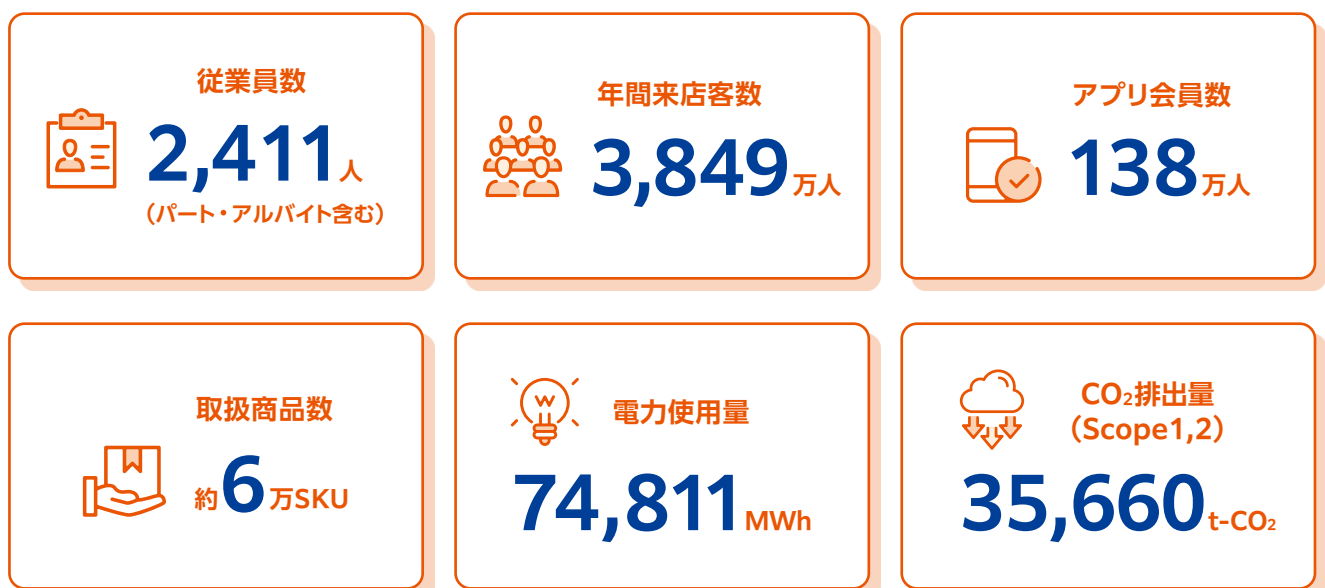 従業員数
2,411人
（パート・アルバイト含む）
年間来店客数
3,849万人
アプリ会員数
138万人
取扱商品数
約6万SKU
電力使用量
74,811MWh
CO₂排出量
（Scope1,2）
35,660t-CO₂